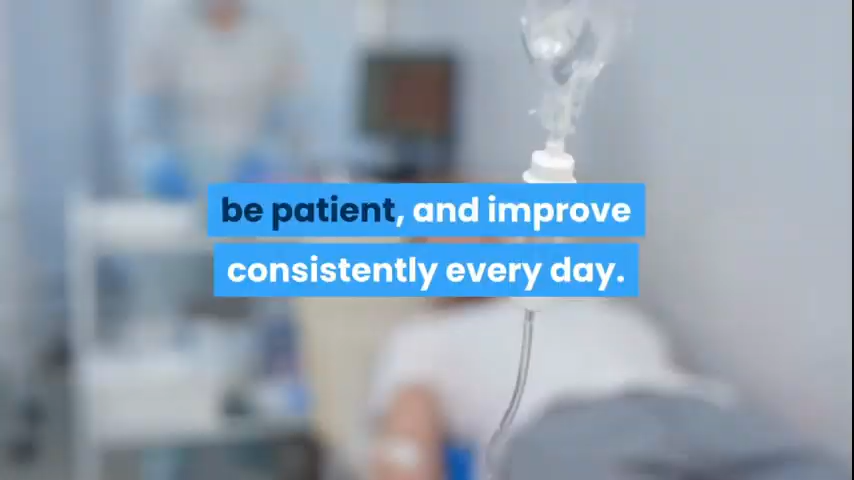 be patient, and improve
consistently every day.